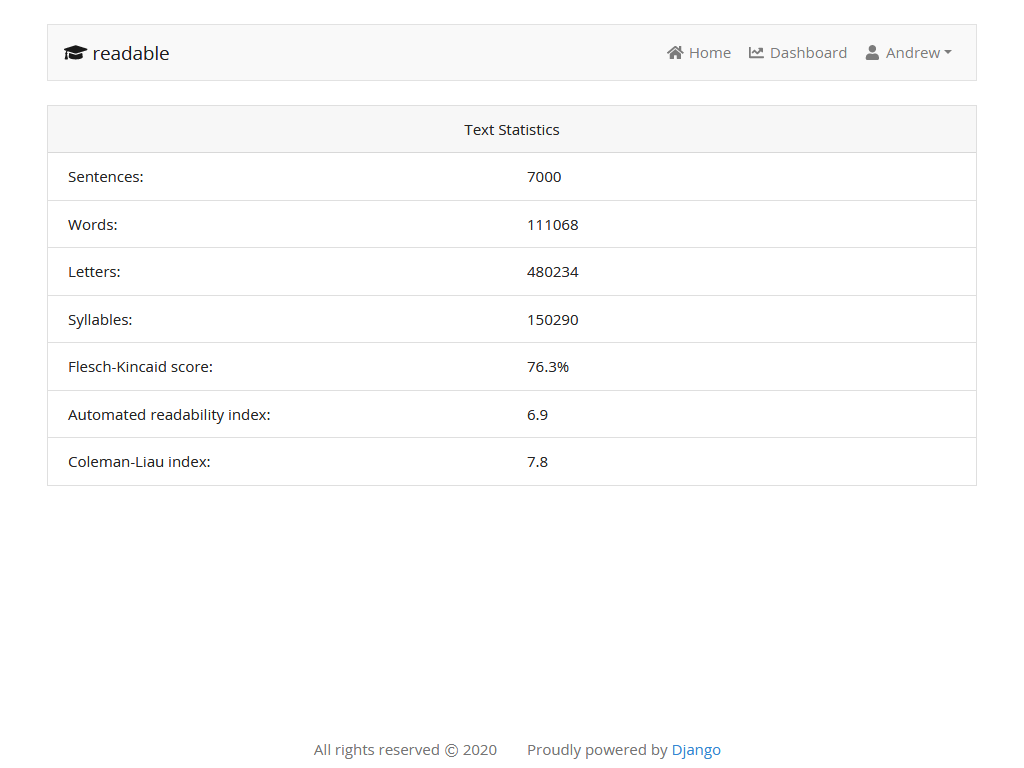 readable Home Dashboard Andrew
Text Statistics
Sentences: 7000
Words: 111068
Letters: 480234
Syllables: 150290
Flesch-Kincaid score: 76.3%
Automated readability index: 6.9
Coleman-Liau index: 7.8
All rights reserved © 2020 Proudly powered by Django